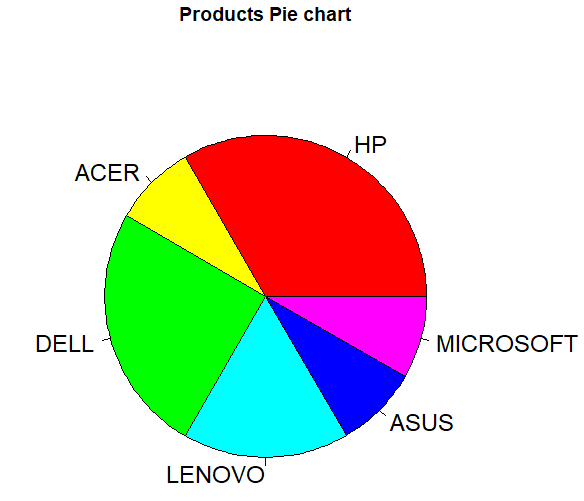 Products Pie chart
HP
ACER
DELL
MICROSOFT
ASUS
LENOVO